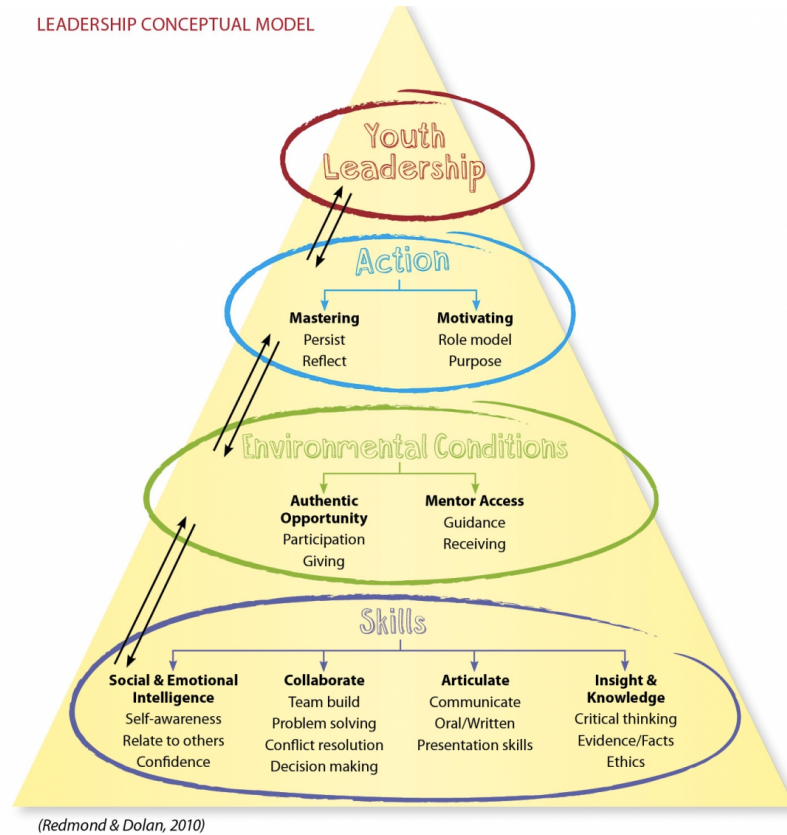 LEADERSHIP CONCEPTUAL MODEL
Youth
Leadership
Action
Mastering
Persist
Reflect
Motivating
Role model
Purpose
Environmental Conditions
Authentic
Opportunity
Participation
Giving
Mentor Access
Guidance
Receiving
Skills
Social & Emotional
Intelligence
Self-awareness
Relate to others
Confidence
Collaborate
Team build
Problem solving
Conflict resolution
Decision making
Articulate
Communicate
Oral/Written
Presentation skills
Insight &
Knowledge
Critical thinking
Evidence/Facts
Ethics
(Redmond & Dolan, 2010)